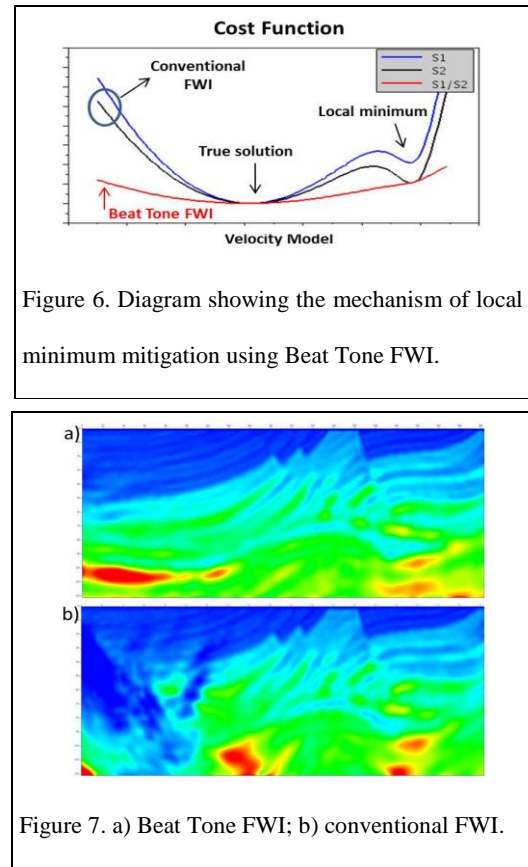 Cost Function
S1
S2
S1/S2
Conventional
FWI
Local minimum
True solution
Beat Tone FWI
Velocity Model
Figure 6. Diagram showing the mechanism of local
minimum mitigation using Beat Tone FWI.
a)
b)
Figure 7. a) Beat Tone FWI; b) conventional FWI.